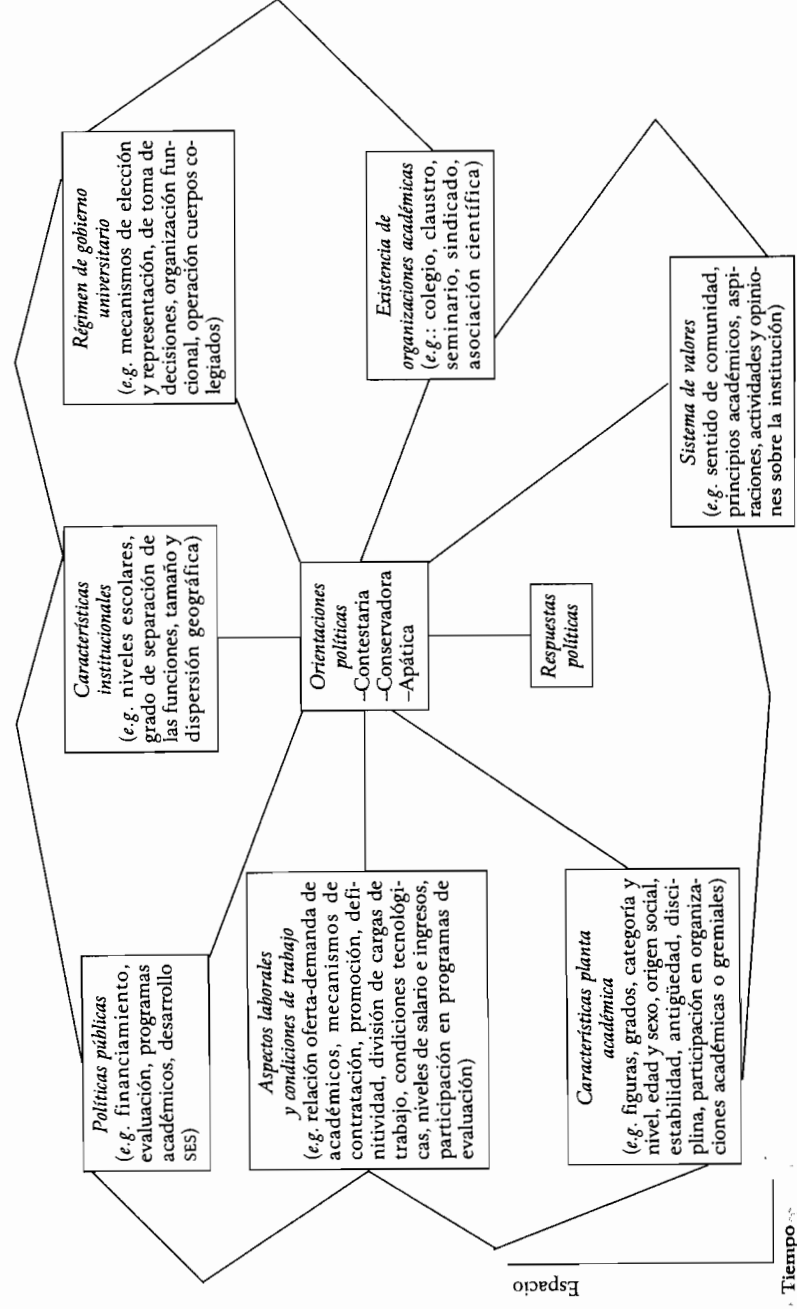 Políticas públicas
(e.g. financiamiento,
evaluación, programas
académicos, desarrollo
SES)
Características
institucionales
(e.g. niveles escolares,
grado de separación de
las funciones, tamaño y
dispersión geográfica)
Régimen de gobierno
universitario
(e.g. mecanismos de elección
y representación, de toma de
decisiones, organización fun-
cional, operación cuerpos co-
legiados)
Aspectos laborales
y condiciones de trabajo
(e.g. relación oferta-demanda de
académicos, mecanismos de
contratación, promoción, defi-
nitividad, división de cargas de
trabajo, condiciones tecnológi-
cas, niveles de salario e ingresos,
participación en programas de
evaluación)
Orientaciones
políticas
–Contestaria
–Conservadora
–Apática
Existencia de
organizaciones académicas
(e.g.: colegio, claustro,
seminario, sindicado,
asociación científica)
Características planta
académica
(e.g. figuras, grados, categoría y
nivel, edad y sexo, origen social,
estabilidad, antigüedad, disci-
plina, participación en organiza-
ciones académicas o gremiales)
Respuestas
políticas
Sistema de valores
(e.g. sentido de comunidad,
principios académicos, aspi-
raciones, actividades y opinio-
nes sobre la institución)
Espacio
Tiempo